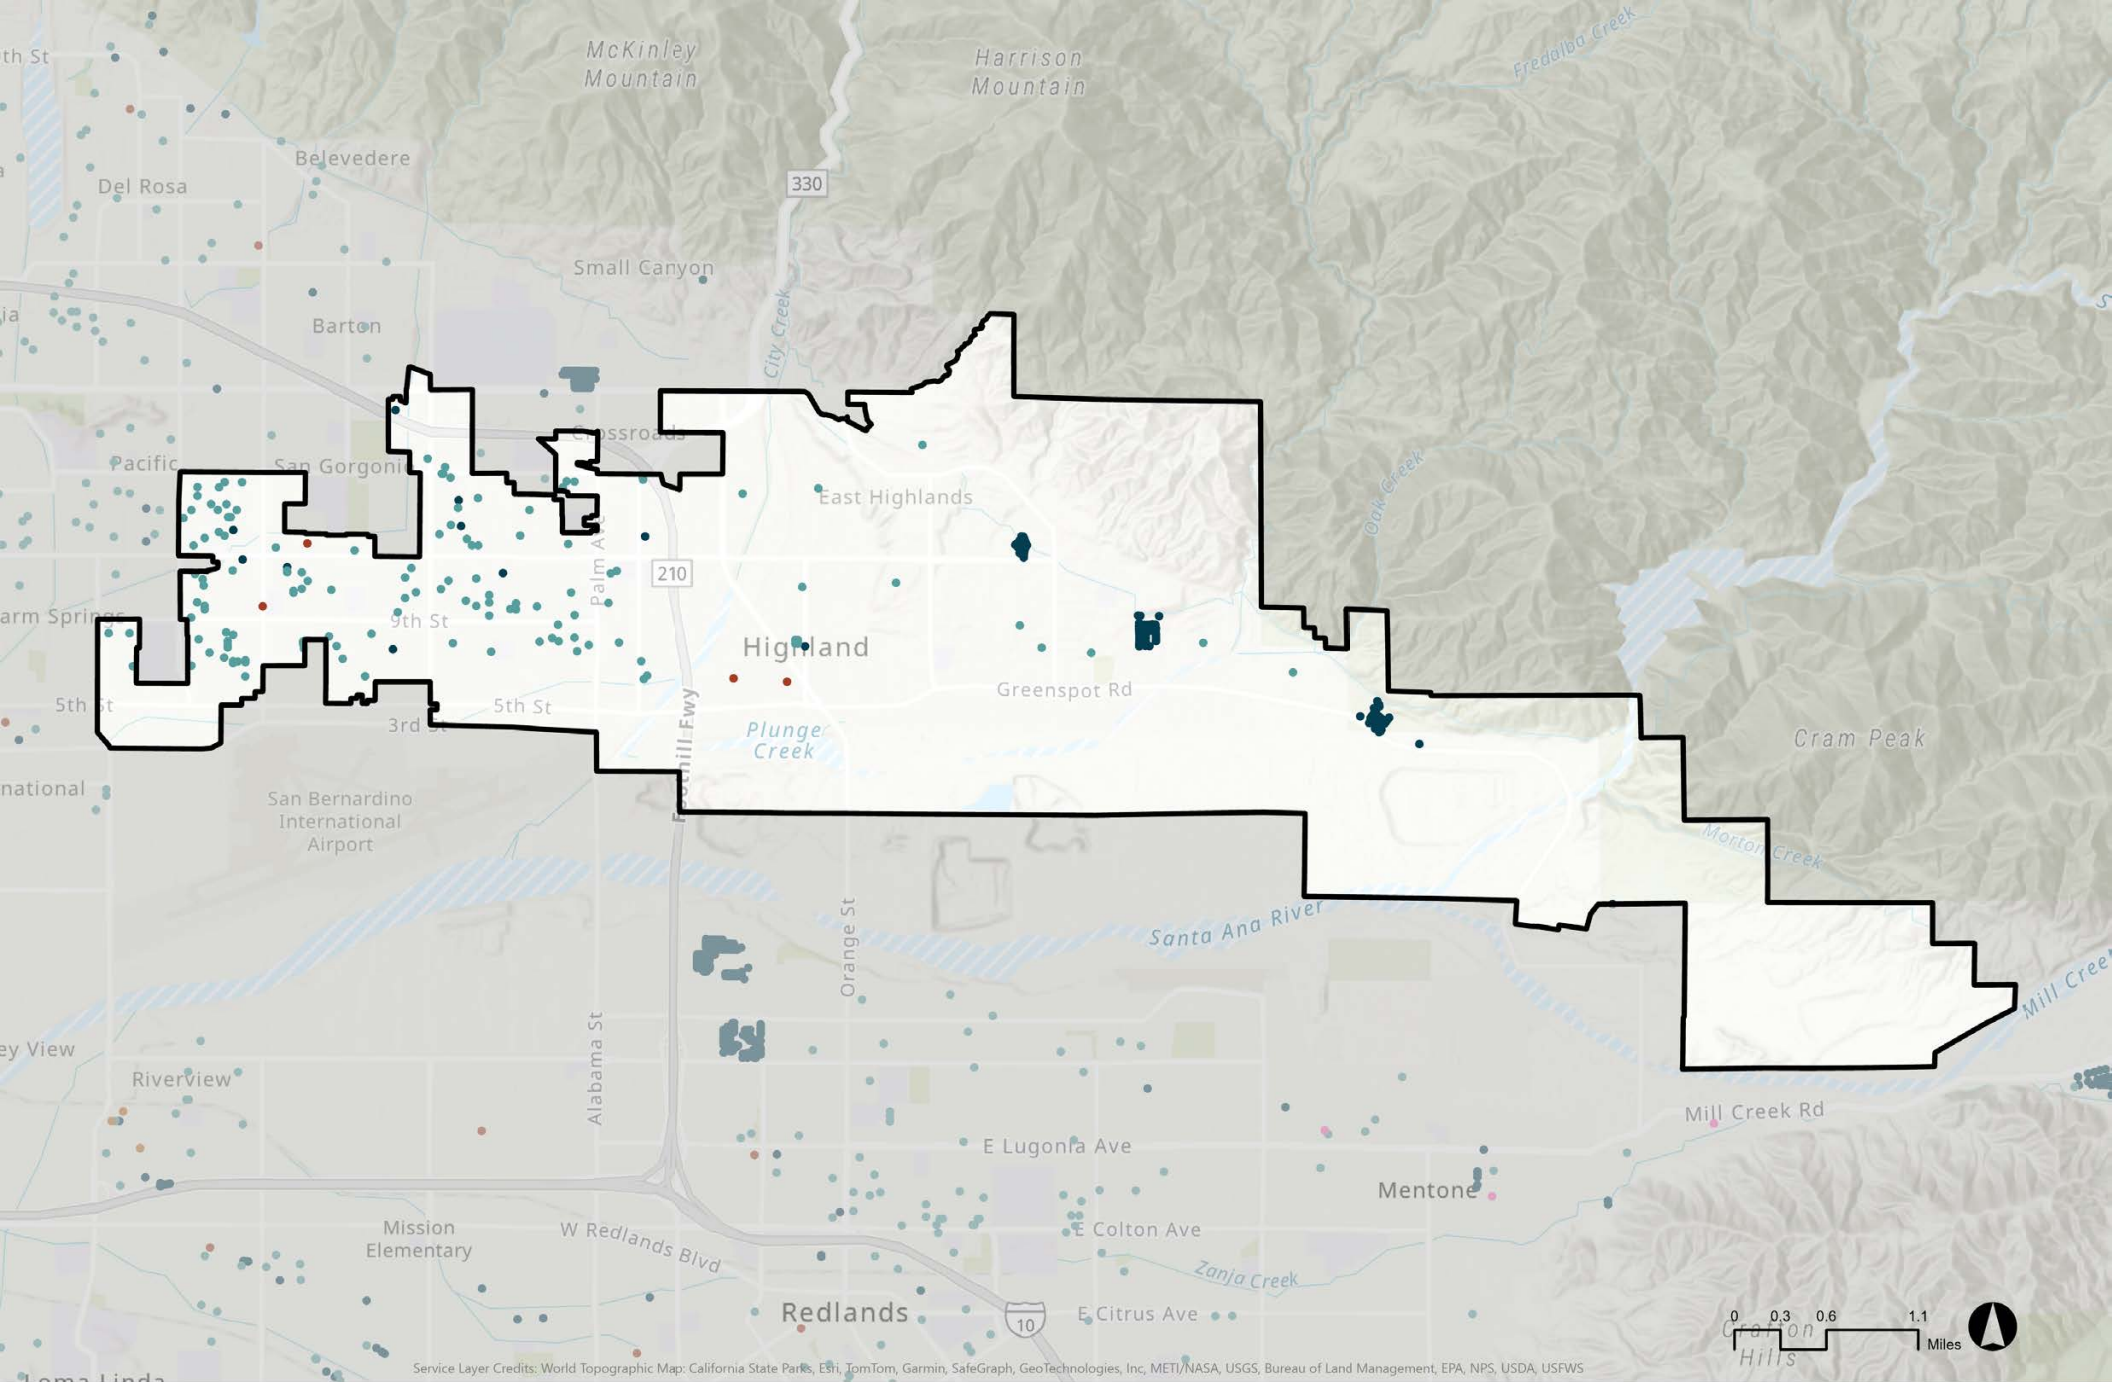 McKinley
Mountain
Harrison
Mountain
Fredalba Creek
th St
Belevedere
Del Rosa
330
Small Canyon
City Creek
ia
Barton
Crossroads
Pacific
San Gorgonio
East Highlands
Oak Creek
Palm Ave
210
arm Springs
9th St
Highland
Greenspot Rd
5th St
5th St
3rd St
Plunge
Creek
Foothill Fwy
Cram Peak
national
San Bernardino
International
Airport
Morton Creek
Orange St
Santa Ana River
Mill Creek
Alabama St
ey View
Riverview
Mill Creek Rd
E Lugonia Ave
Mentone
Mission
Elementary
W Redlands Blvd
E Colton Ave
Zanja Creek
Redlands
10
E Citrus Ave
0 0.3 0.6 1.1
Miles
Crafton
Hills
Service Layer Credits: World Topographic Map: California State Parks, Esri, TomTom, Garmin, SafeGraph, GeoTechnologies, Inc, METI/NASA, USGS, Bureau of Land Management, EPA, NPS, USDA, USFWS
Loma Linda